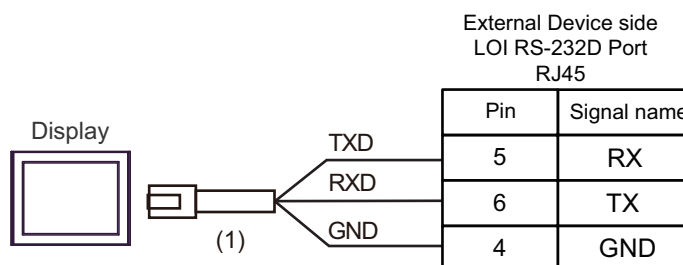 External Device side
LOI RS-232D Port
RJ45
Pin Signal name
Display
TXD 5 RX
RXD 6 TX
GND 4 GND
(1)